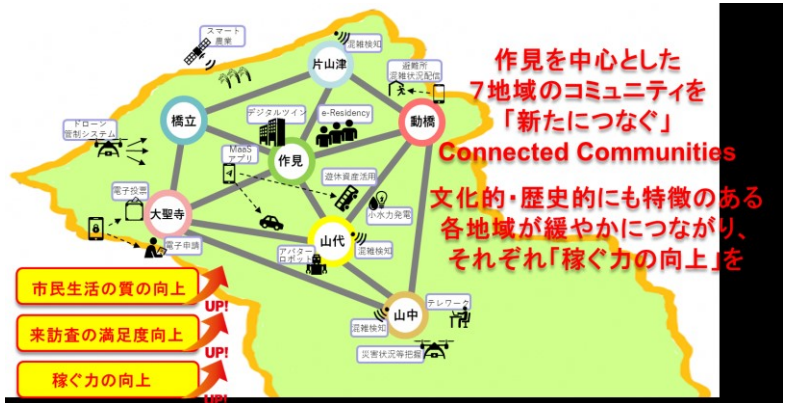 スマート
農業
混雑検知
片山津
避難所
混雑状況配信
作見を中心とした
7地域のコミュニティを
「新たにつなぐ」
Connected Communities
橋立
デジタルツイン
e-Residency
動橋
ドローン
管制システム
MaaS
アプリ
作見
文化的・歴史的にも特徴のある
各地域が緩やかにつながり、
それぞれ「稼ぐ力の向上」を
電子投票
大聖寺
遊休資産活用
小水力発電
電子申請
山代
混雑検知
アバター
ロボット
市民生活の質の向上
UP!
来訪査の満足度向上
UP!
稼ぐ力の向上
UP!
山中
混雑検知
テレワーク
災害状況等把握